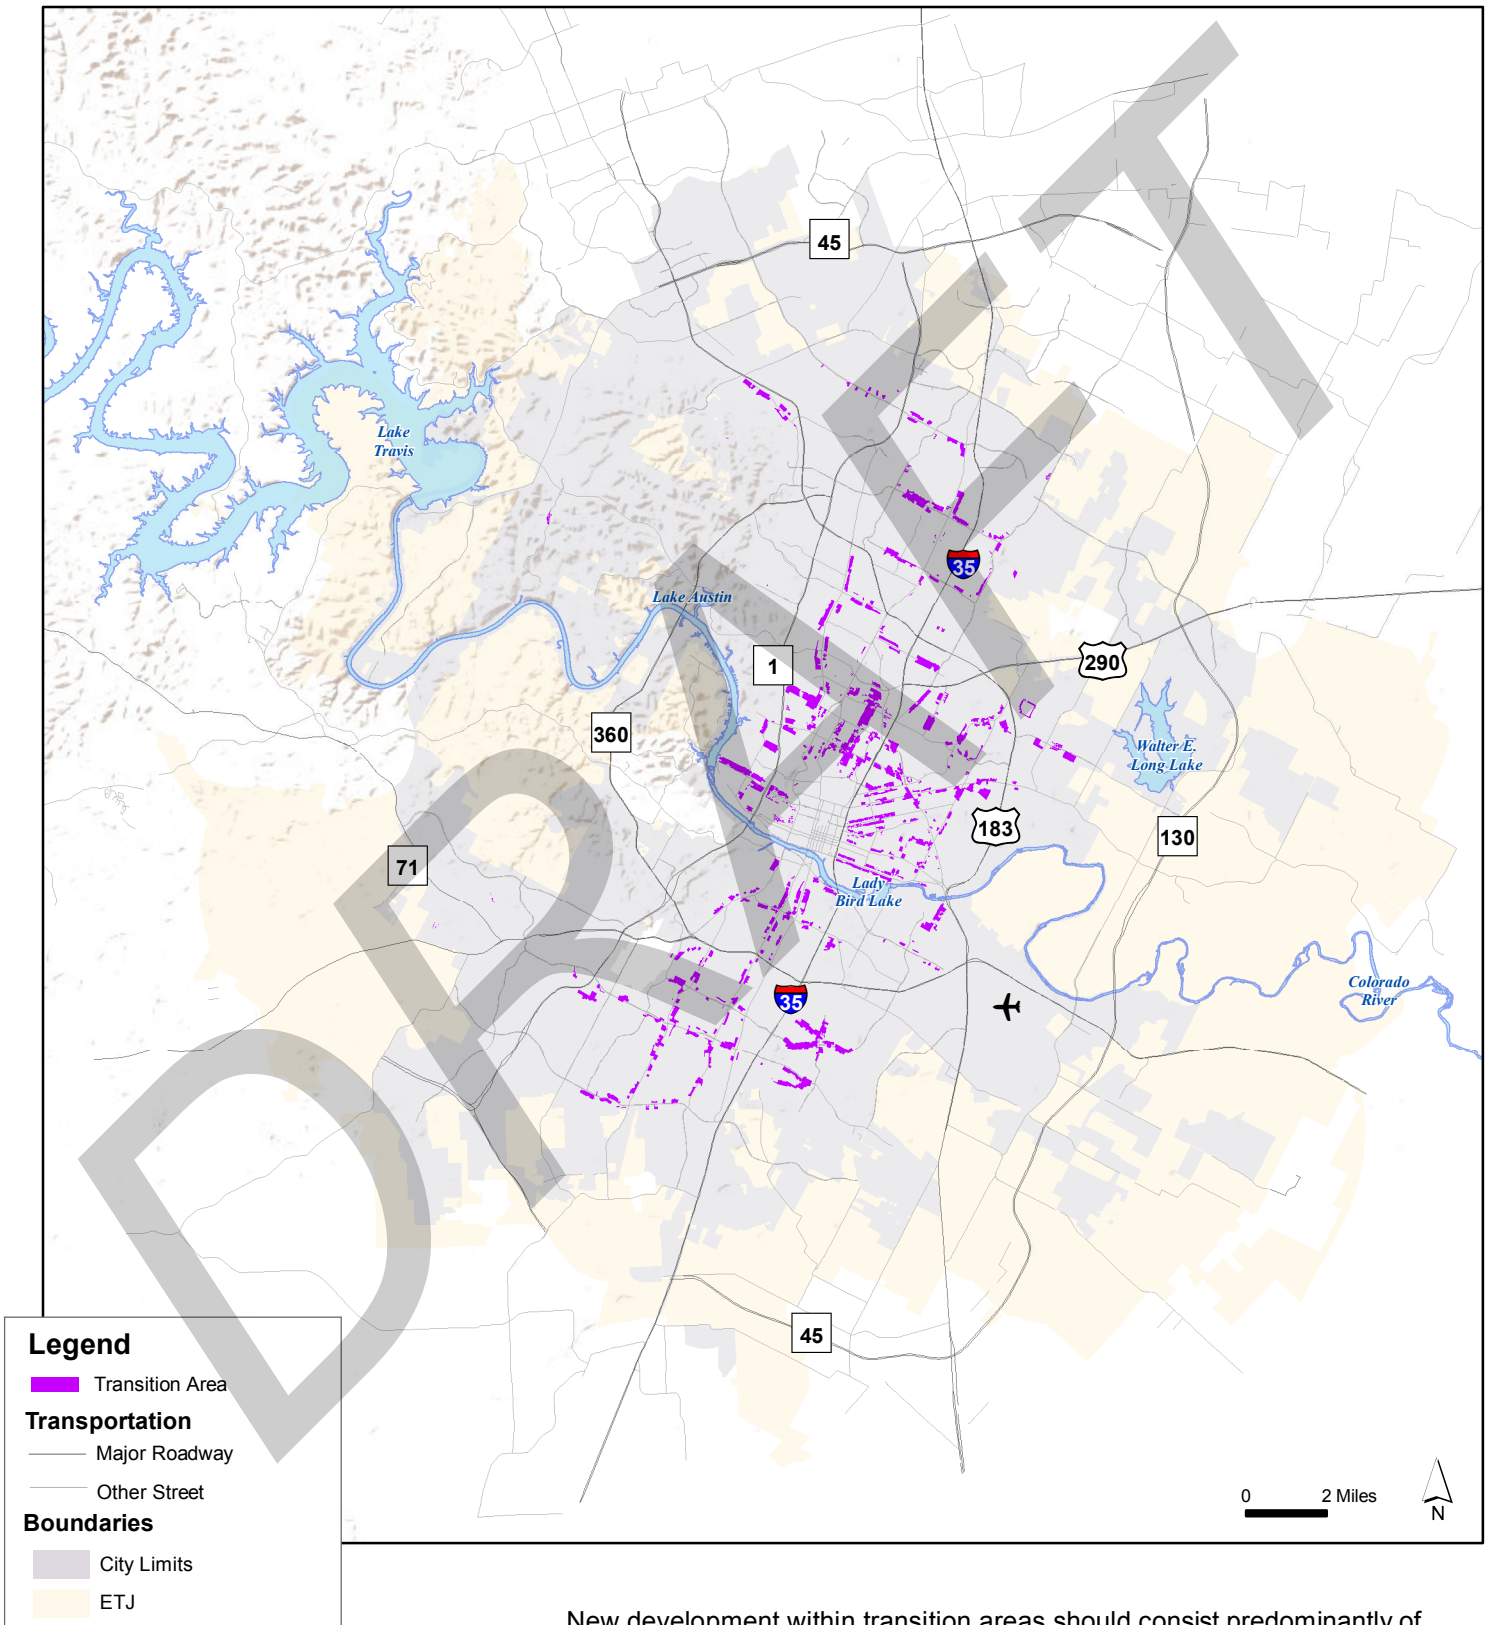 45
Lake
Travis
35
Lake Austin
1
290
360
Walter E.
Long Lake
183
130
71
Lady
Bird Lake
Colorado
River
35
45
DRAFT
Legend
Transition Area
Transportation
Major Roadway
Other Street
Boundaries
City Limits
ETJ
0 2 Miles
N
New development within transition areas should consist predominantly of